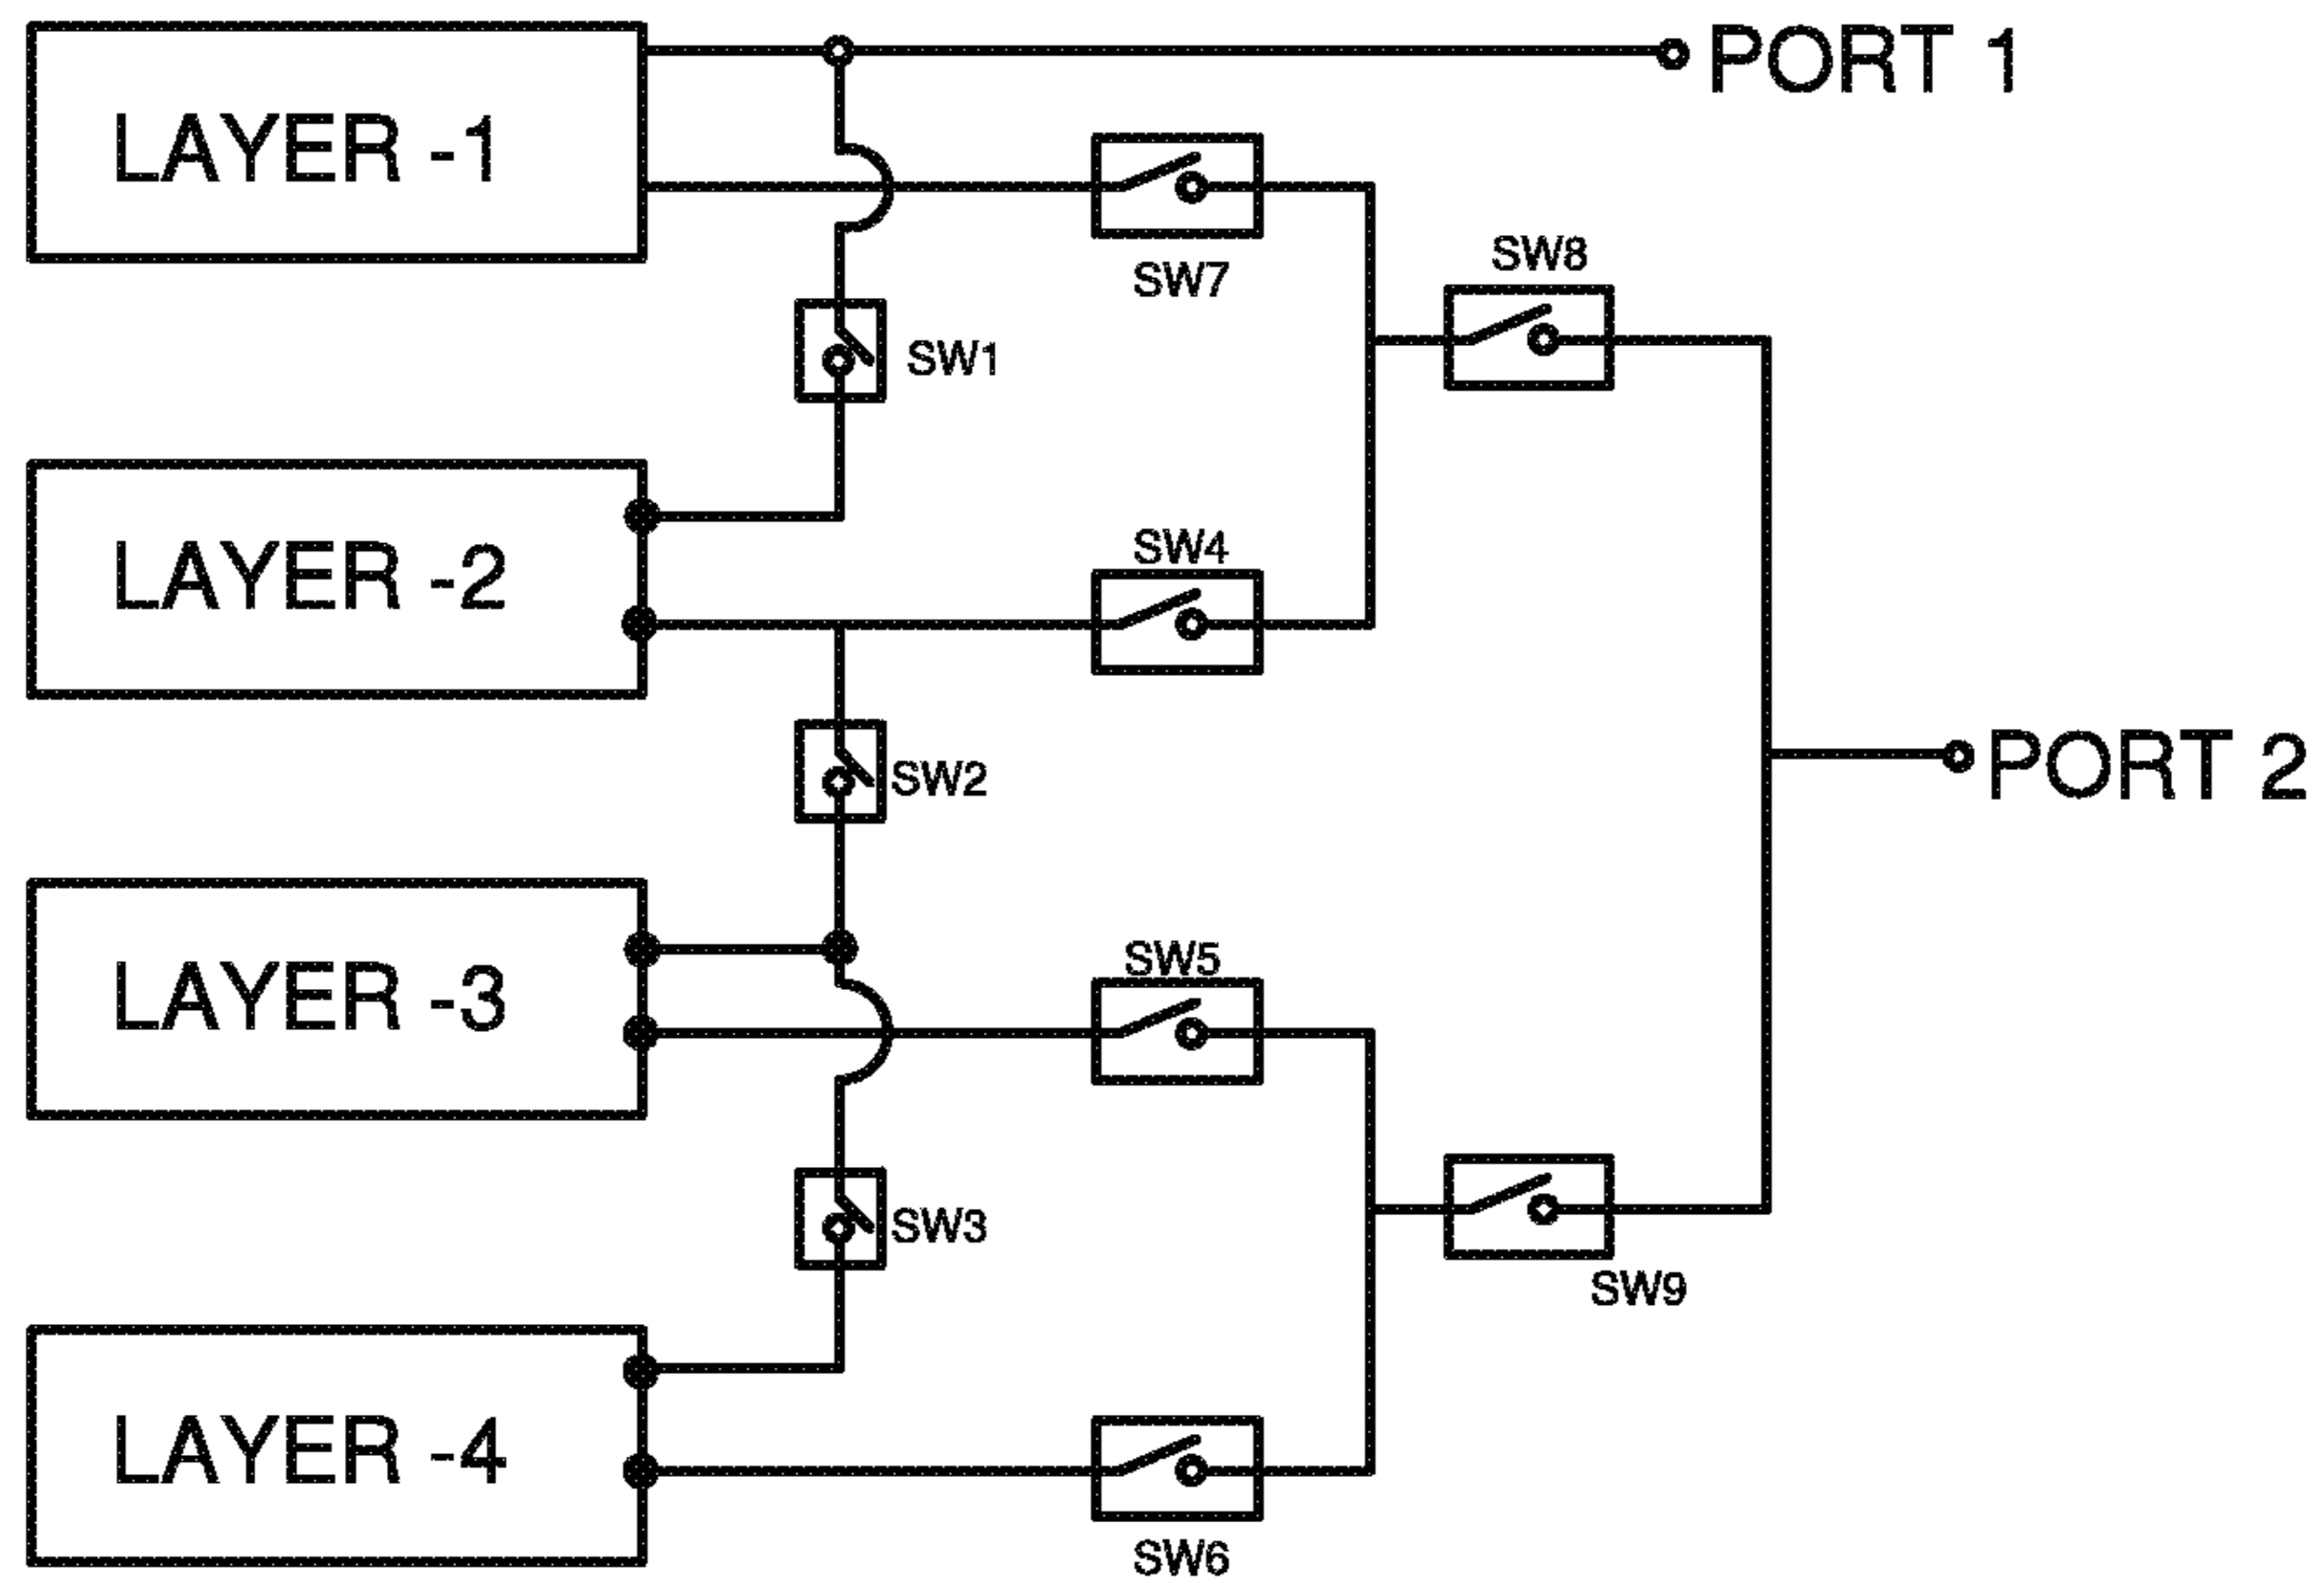 PORT 1
LAYER -1
SW7
SW8
SW1
LAYER -2
SW4
SW2
PORT 2
LAYER -3
SW5
SW3
SW9
LAYER -4
SW6